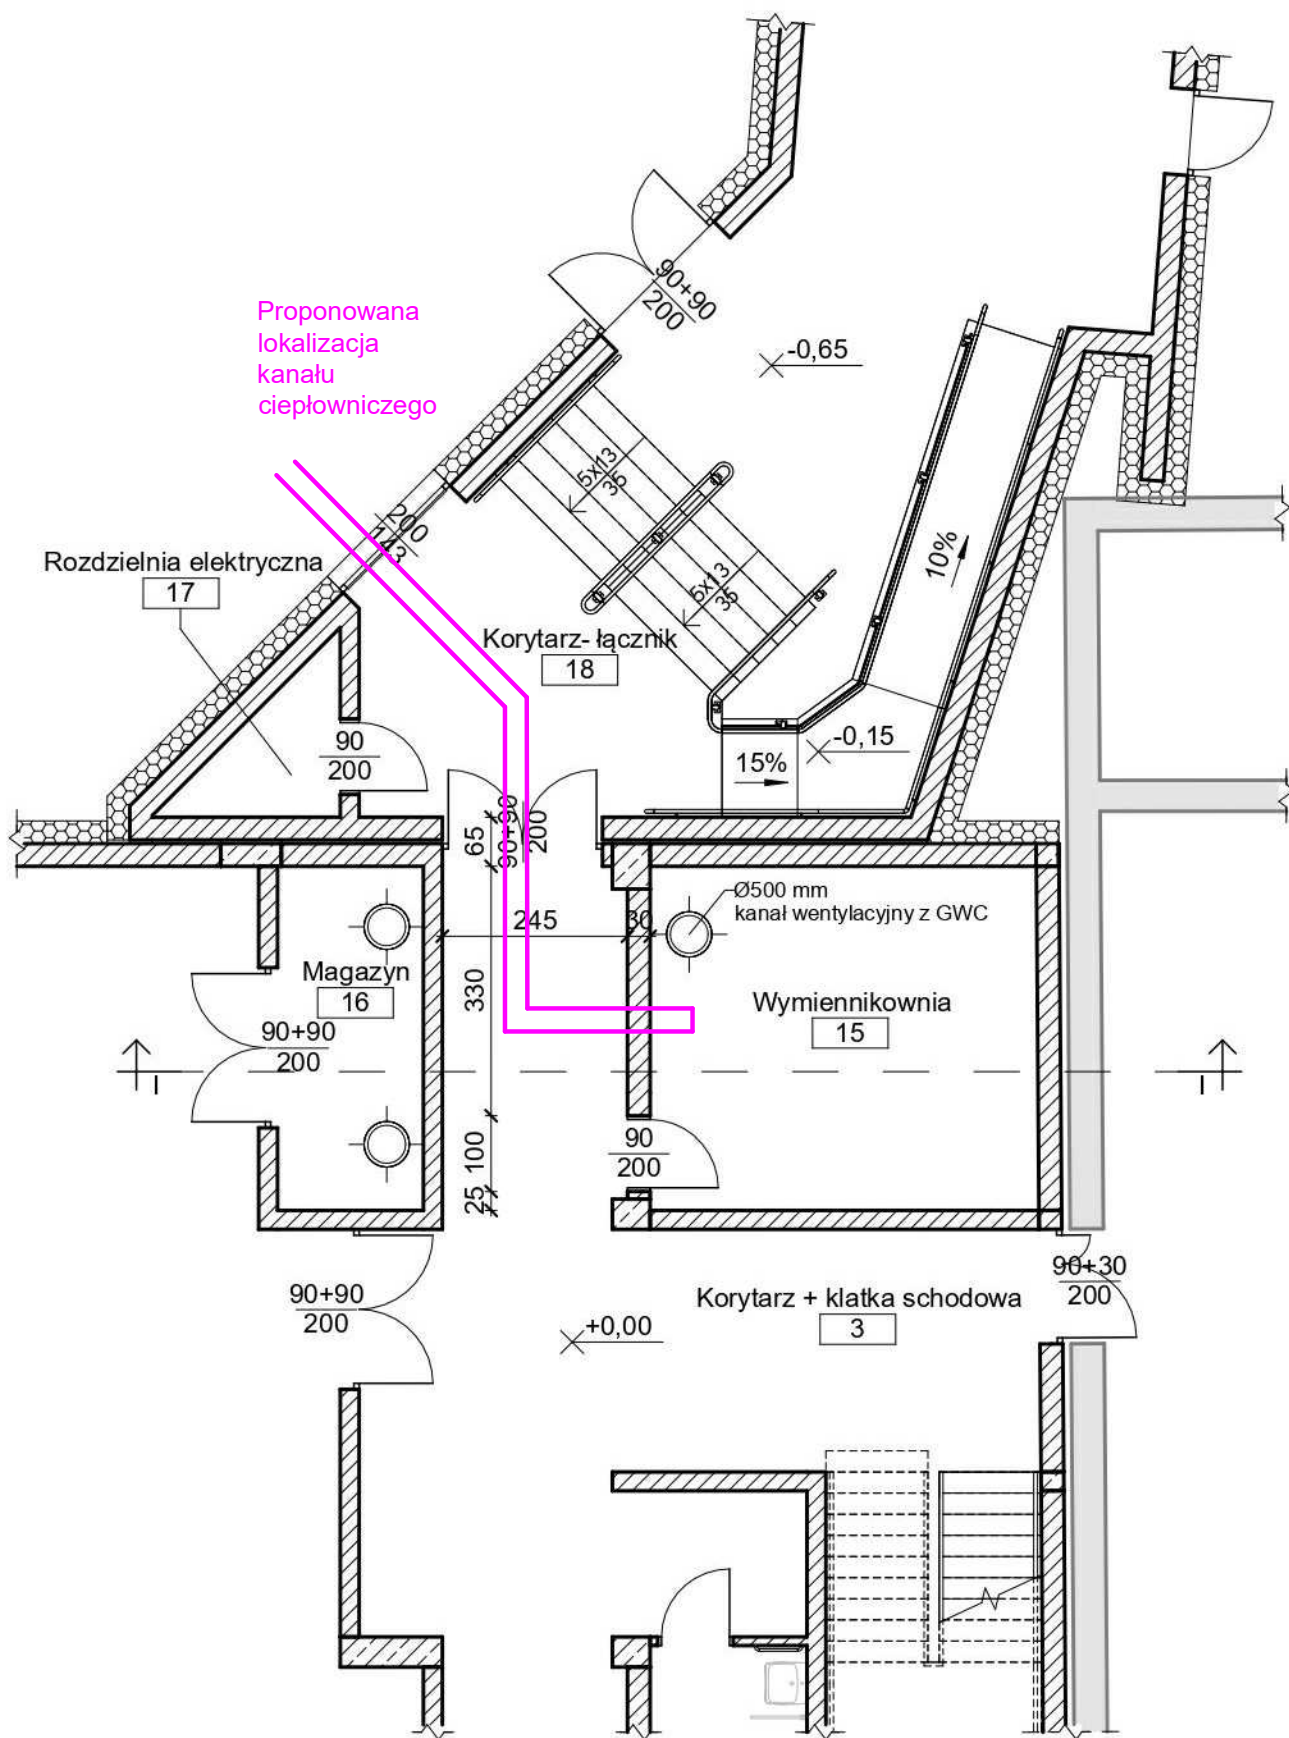 90+90
200
Proponowana
lokalizacja
kanału
ciepłowniczego
-0,65
5x13
35
10%
200
143
Rozdzielnia elektryczna
17
5x13
35
Korytarz- łącznik
18
90
200
-0,15
15%
65
90+90
200
Ø500 mm
kanał wentylacyjny z GWC
245
30
Magazyn
16
330
Wymiennikownia
15
90+90
200
I
I
90
200
100
25
90+90
200
90+30
200
Korytarz + klatka schodowa
3
+0,00